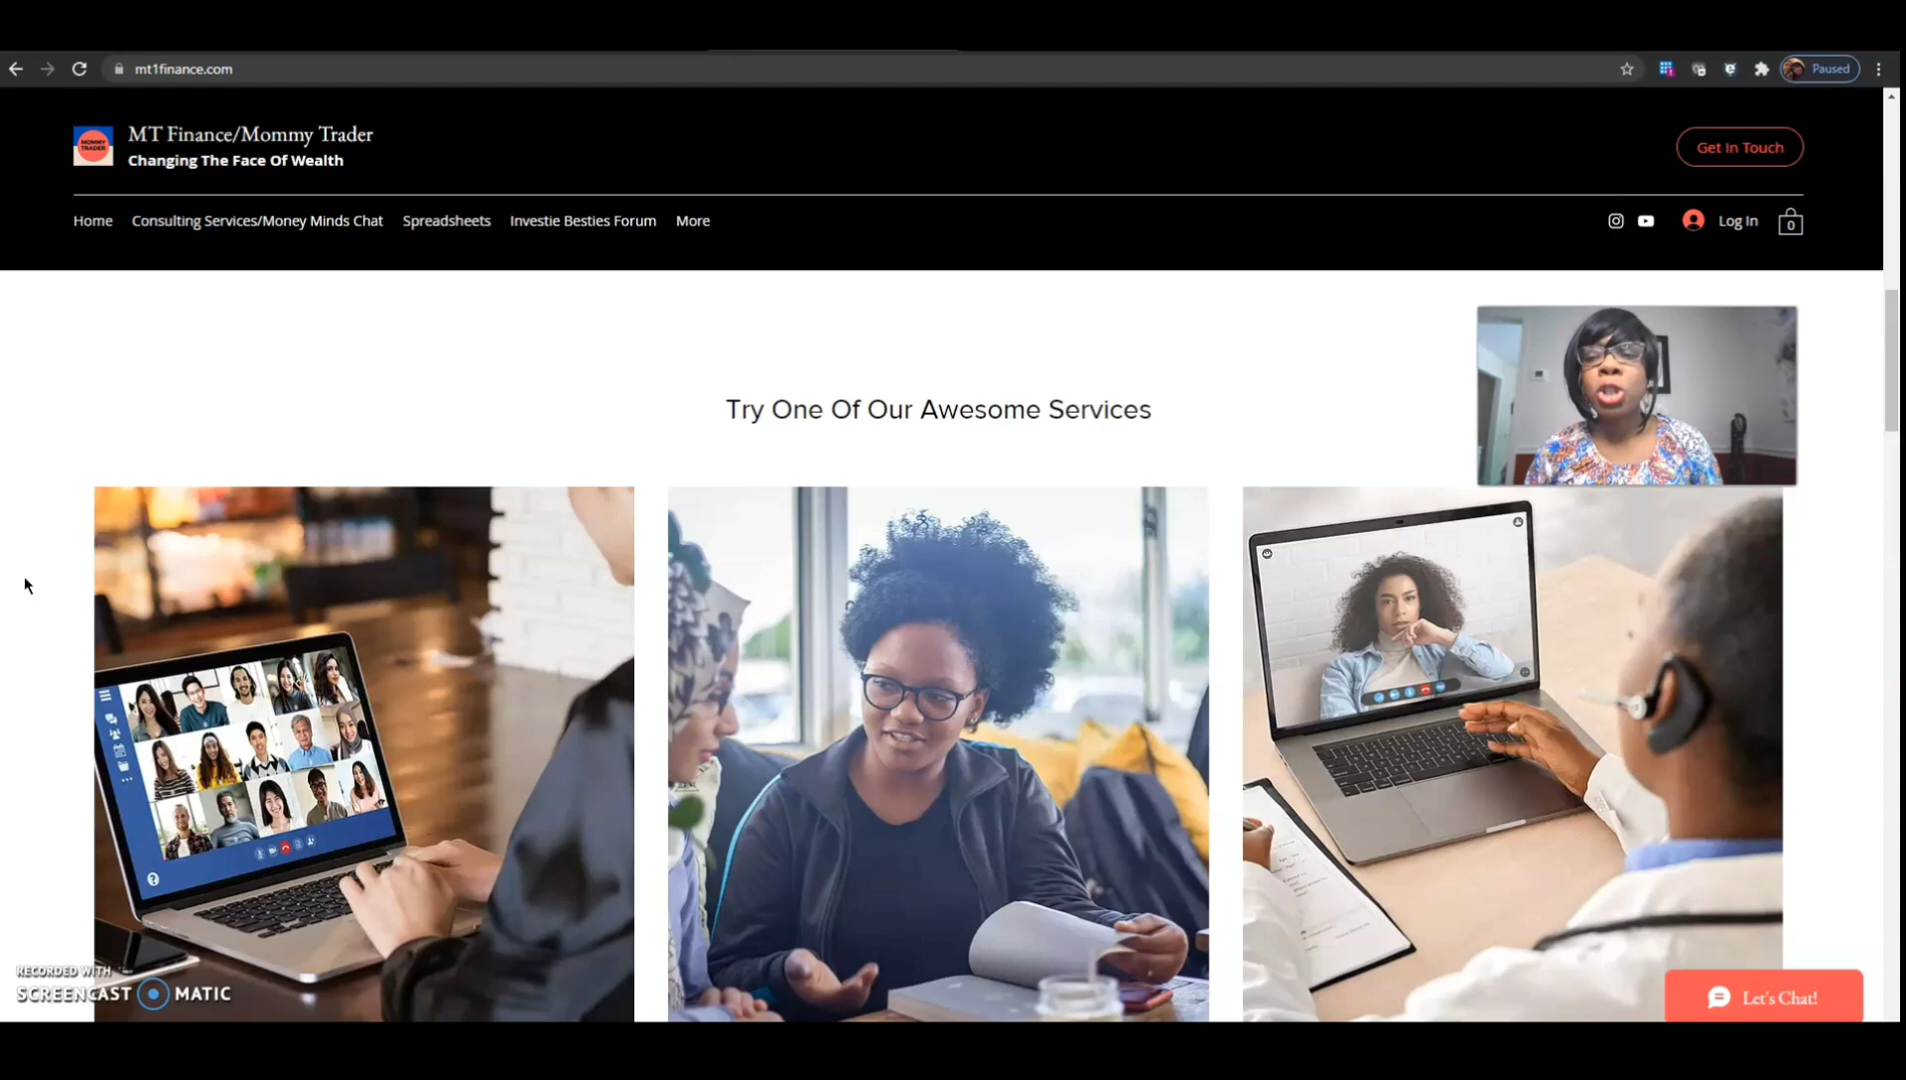 mt1finance.com
Paused
MOMMY
TRADER
MT Finance/Mommy Trader
Changing The Face Of Wealth
Get In Touch
Home Consulting Services/Money Minds Chat Spreadsheets Investie Besties Forum More
Log In
0
Try One Of Our Awesome Services
RECORDED WITH
SCREENCAST MATIC
Let's Chat!